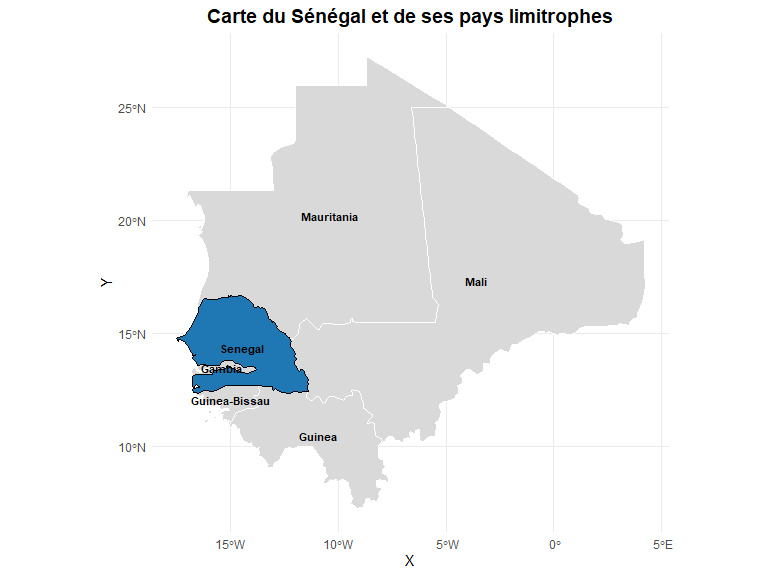 Carte du Sénégal et de ses pays limitrophes
25°N
20°N
15°N
10°N
Y
Mauritania
Mali
Senegal
Gambia
Guinea-Bissau
Guinea
15°W
10°W
5°W
0°
5°E
X